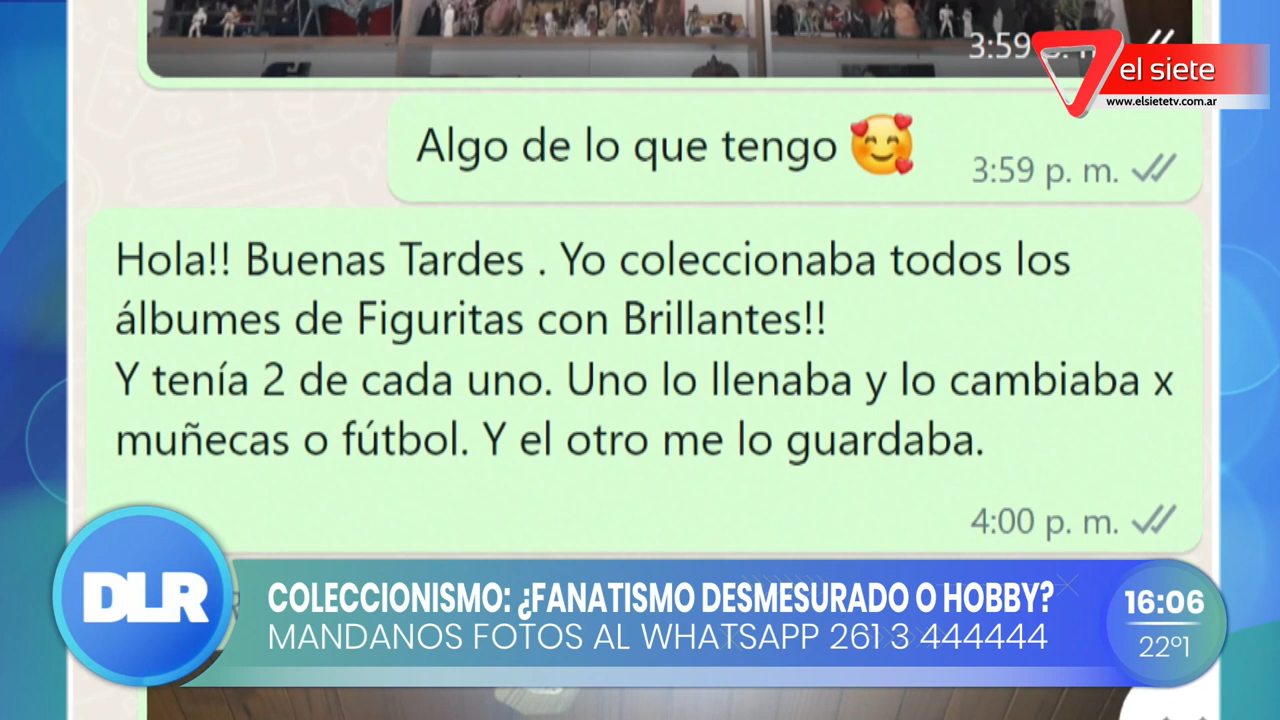 3:59
el siete
www.elsietetv.com.ar
Algo de lo que tengo 🥰
3:59 p. m.
Hola!! Buenas Tardes . Yo coleccionaba todos los
álbumes de Figuritas con Brillantes!!
Y tenía 2 de cada uno. Uno lo llenaba y lo cambiaba x
muñecas o fútbol. Y el otro me lo guardaba.
4:00 p. m.
DLR
COLECCIONISMO: ¿FANATISMO DESMESURADO O HOBBY?
MANDANOS FOTOS AL WHATSAPP 261 3 444444
16:06
22º1